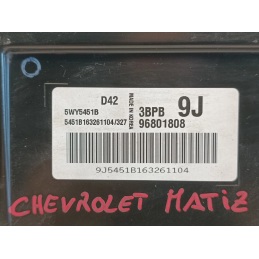 D42
5WY5451B
5451B163261104/327
MADE IN KOREA
3BPB 9J
96801808
9J5451B163261104
CHEVROLET MATIZ